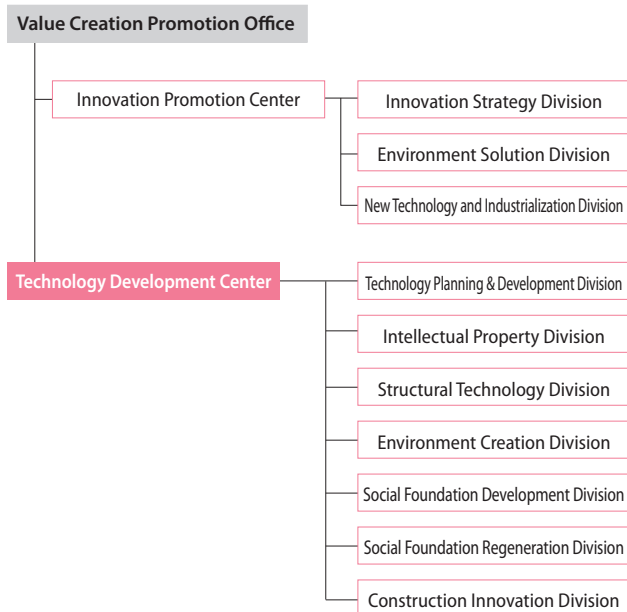 Value Creation Promotion Office
Innovation Promotion Center
Innovation Strategy Division
Environment Solution Division
New Technology and Industrialization Division
Technology Development Center
Technology Planning & Development Division
Intellectual Property Division
Structural Technology Division
Environment Creation Division
Social Foundation Development Division
Social Foundation Regeneration Division
Construction Innovation Division